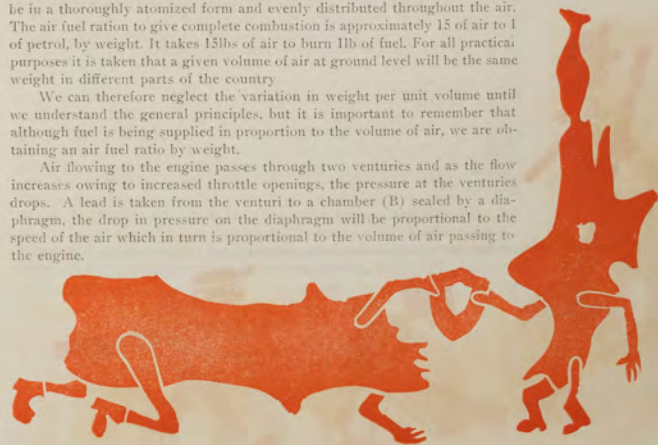 be in a thoroughly atomized form and evenly distributed throughout the air.
The air fuel ration to give complete combustion is approximately 15 of air to 1
of petrol, by weight. It takes 15lbs of air to burn 1lb of fuel. For all practical
purposes it is taken that a given volume of air at ground level will be the same
weight in different parts of the country
We can therefore neglect the variation in weight per unit volume until
we understand the general principles, but it is important to remember that
although fuel is being supplied in proportion to the volume of air, we are ob-
taining an air fuel ratio by weight.
Air flowing to the engine passes through two venturies and as the flow
increases owing to increased throttle openings, the pressure at the venturies
drops. A lead is taken from the venturi to a chamber (B) sealed by a dia-
phragm, the drop in pressure on the diaphragm will be proportional to the
speed of the air which in turn is proportional to the volume of air passing to
the engine.